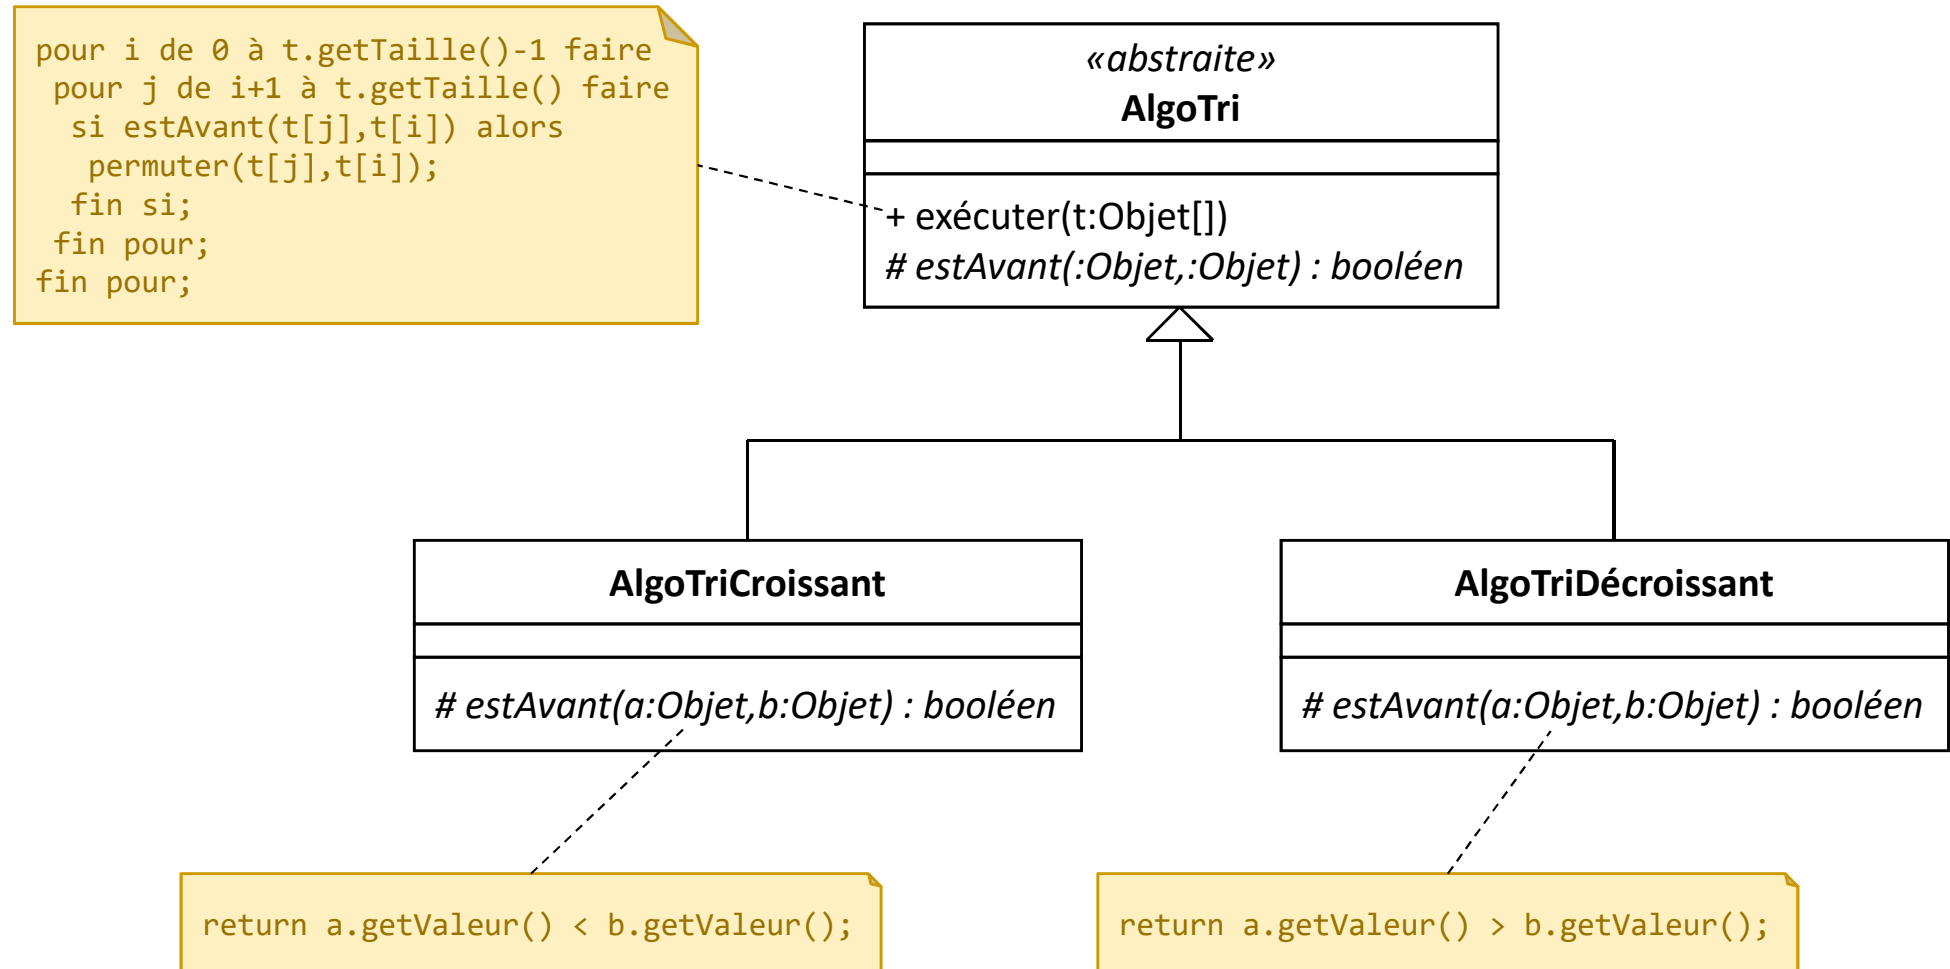 pour i de 0 à t.getTaille()-1 faire
pour j de i+1 à t.getTaille() faire
si estAvant(t[j],t[i]) alors
permuter(t[j],t[i]);
fin si;
fin pour;
fin pour;
«abstraite»
AlgoTri
+ exécuter(t:Objet[])
# estAvant(:Objet,:Objet) : booléen
AlgoTriCroissant
# estAvant(a:Objet,b:Objet) : booléen
AlgoTriDécroissant
# estAvant(a:Objet,b:Objet) : booléen
return a.getValeur() < b.getValeur();
return a.getValeur() > b.getValeur();